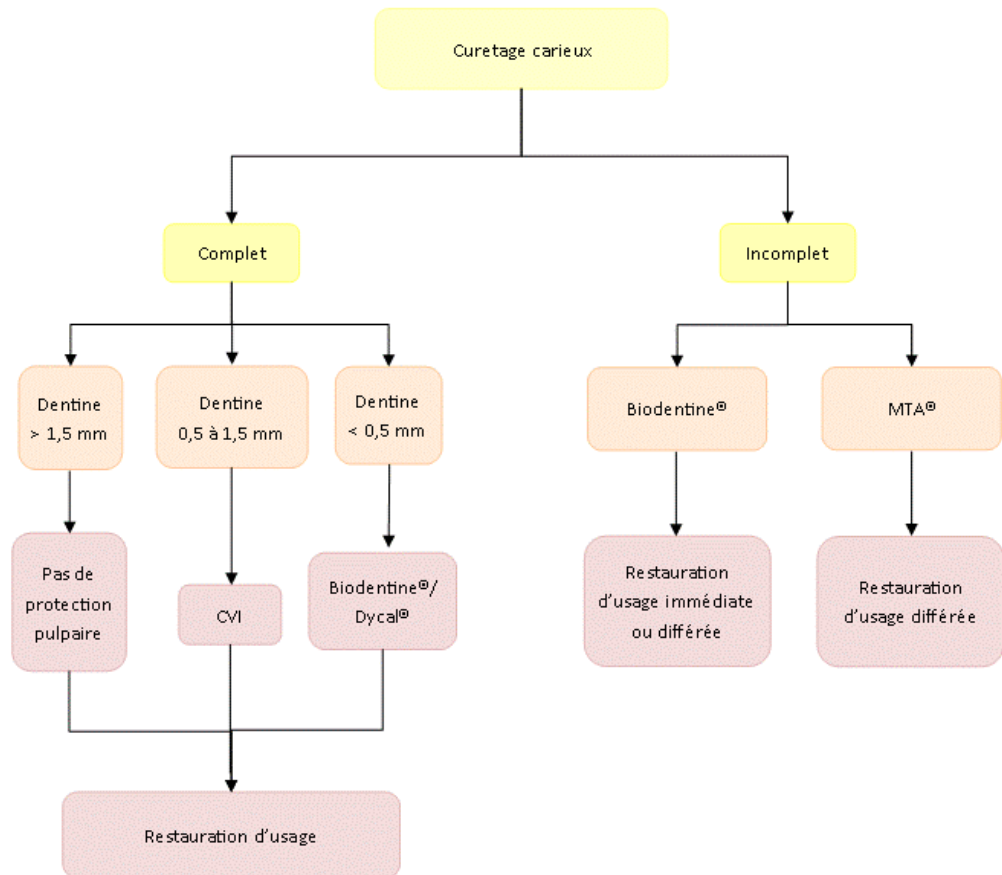 Curetage carieux
Complet
Incomplet
Dentine
> 1,5 mm
Dentine
0,5 à 1,5 mm
Dentine
< 0,5 mm
Biodentine®
MTA®
Pas de
protection
pulpaire
CVI
Biodentine®/
Dycal®
Restauration
d’usage immédiate
ou différée
Restauration
d’usage différée
Restauration d’usage